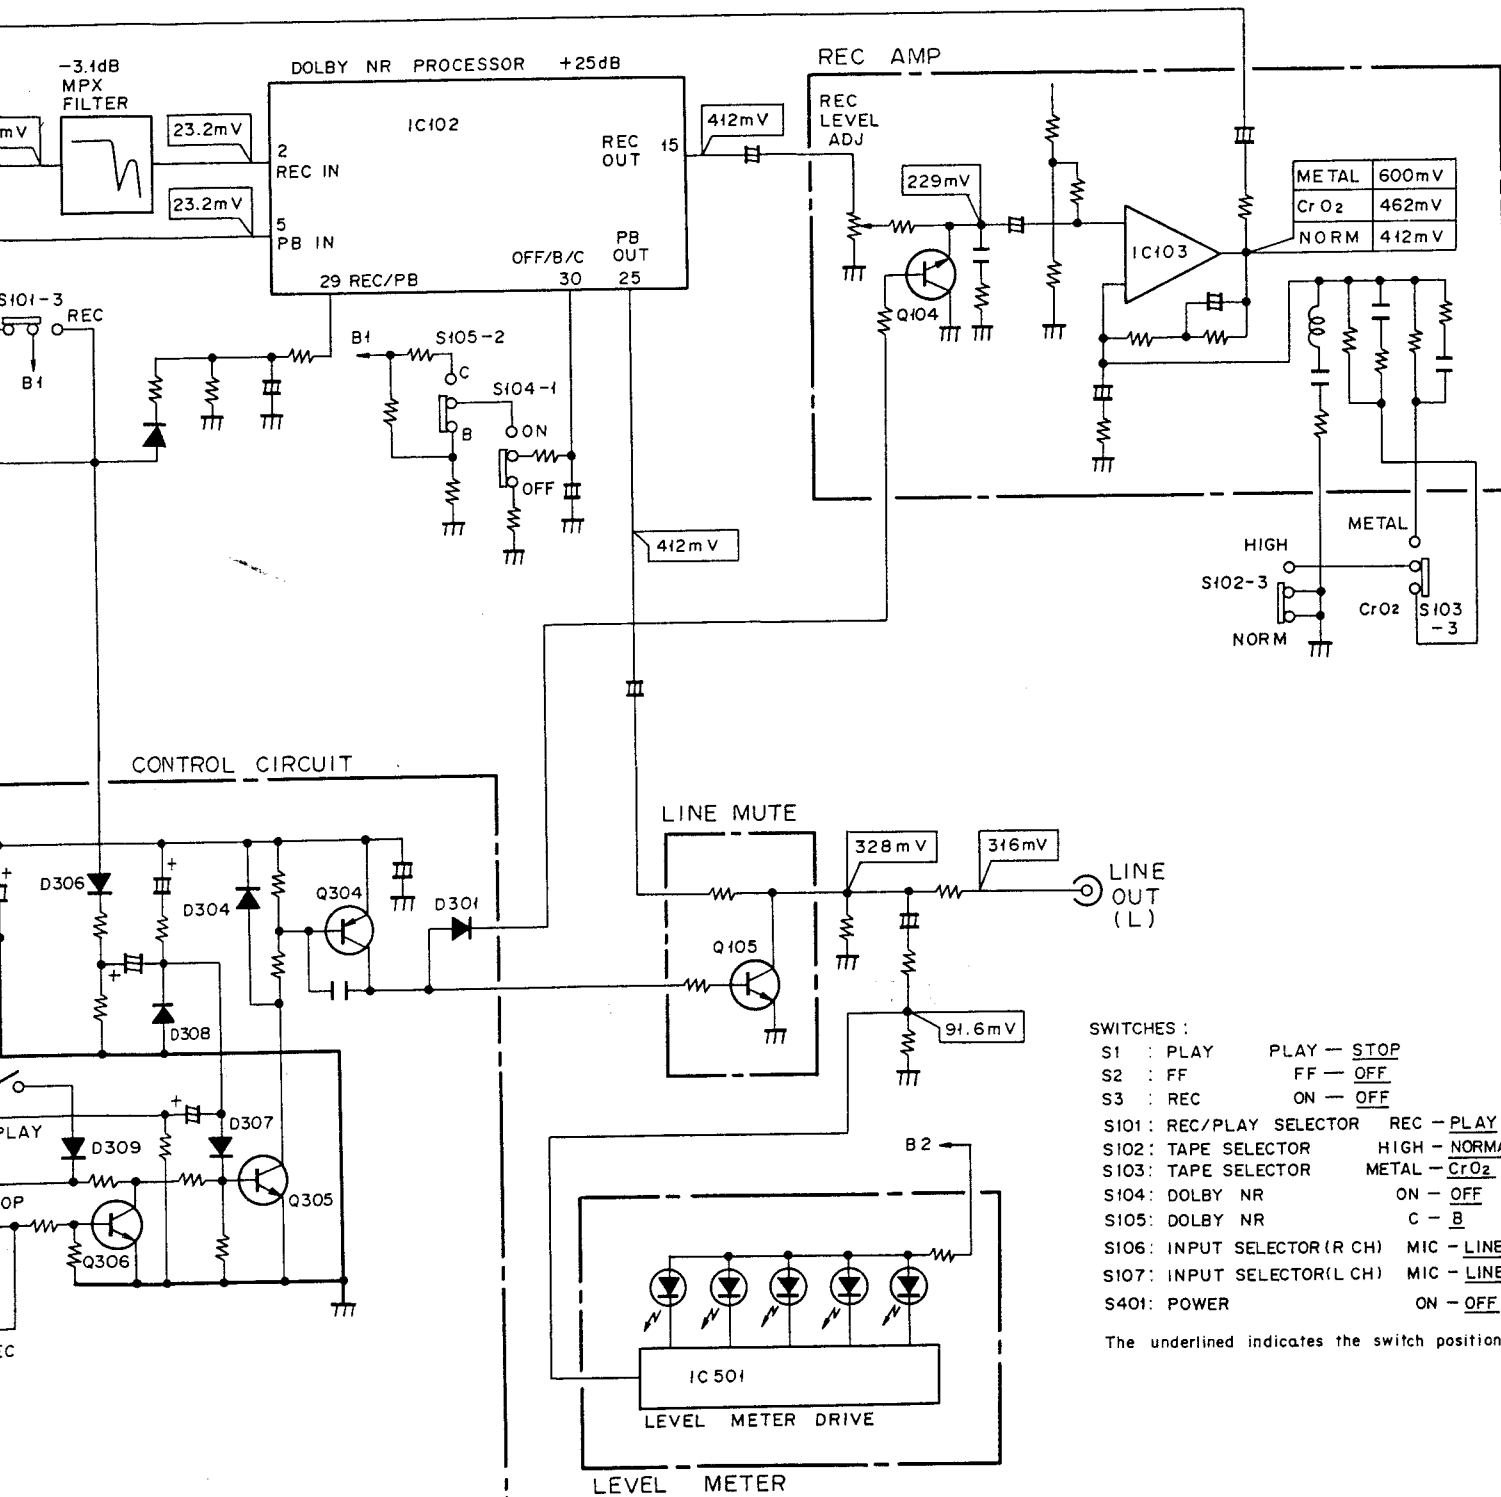 -3.1dB
MPX
FILTER
mV
23.2mV
23.2mV
DOLBY NR PROCESSOR +25dB
IC102
2
REC IN
5
PB IN
REC
OUT
15
OFF/B/C
30
PB
OUT
25
29 REC/PB
412mV
REC AMP
REC
LEVEL
ADJ
229mV
Q104
IC103
METAL 600mV
CrO2 462mV
NORM 412mV
S101-3
REC
B1
B1
S105-2
C
B
S104-1
ON
OFF
412mV
METAL
HIGH
S102-3
NORM
CrO2
S103
-3
CONTROL CIRCUIT
D306
D304
Q304
D301
D308
PLAY
D309
D307
Q305
OP
Q306
EC
LINE MUTE
Q105
328mV
316mV
LINE
OUT
(L)
91.6mV
B2
IC501
LEVEL METER DRIVE
LEVEL METER
SWITCHES :
S1 : PLAY PLAY — STOP
S2 : FF FF — OFF
S3 : REC ON — OFF
S101 : REC/PLAY SELECTOR REC - PLAY
S102 : TAPE SELECTOR HIGH - NORMA
S103 : TAPE SELECTOR METAL - CrO2
S104 : DOLBY NR ON - OFF
S105 : DOLBY NR C - B
S106 : INPUT SELECTOR (R CH) MIC - LINE
S107 : INPUT SELECTOR (L CH) MIC - LINE
S401 : POWER ON - OFF
The underlined indicates the switch position